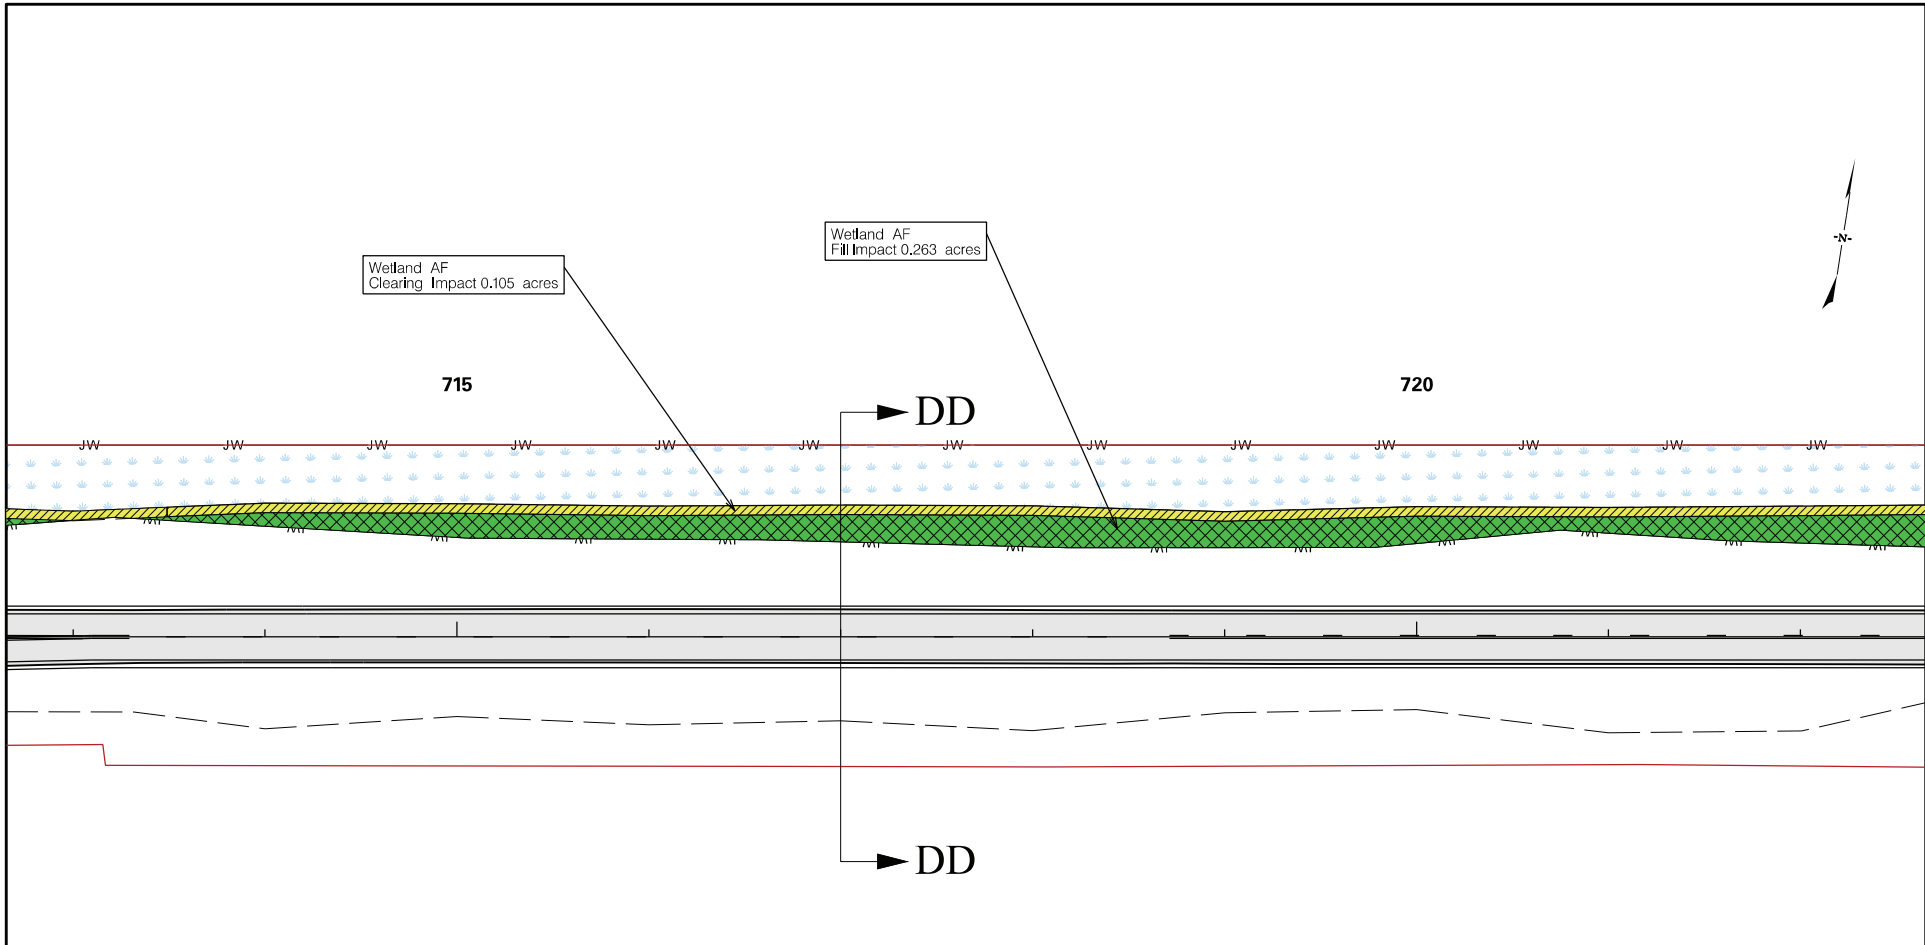 Wetland AF
Fill Impact 0.263 acres
-N-
Wetland AF
Clearing Impact 0.105 acres
715
720
DD
JW JW JW JW JW JW JW JW JW JW JW JW JW
DD